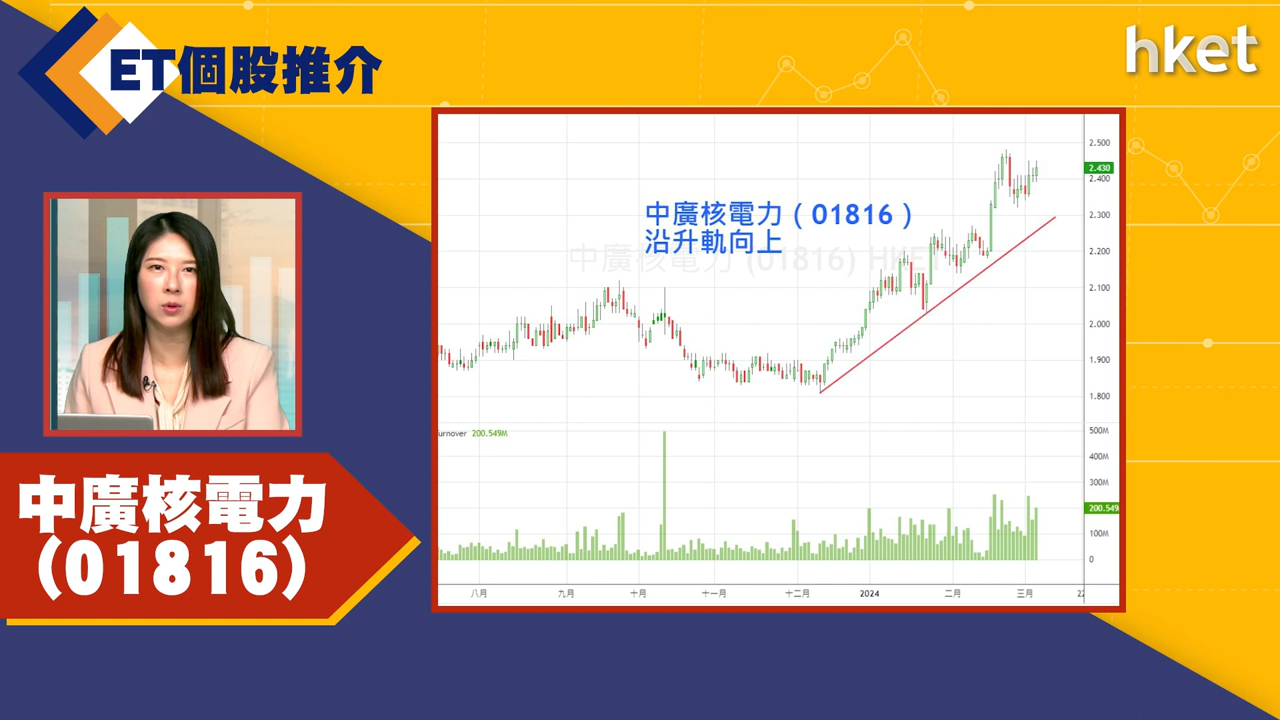 ET個股推介
hket
中廣核電力
(01816)
中廣核電力（01816）
沿升軌向上
中廣核電力 (01816) HKET
2.500
2.430
2.400
2.300
2.200
2.100
2.000
1.900
1.800
urnover 200.549M
500M
400M
300M
200.549
100M
0
八月
九月
十月
十一月
十二月
2024
二月
三月
22